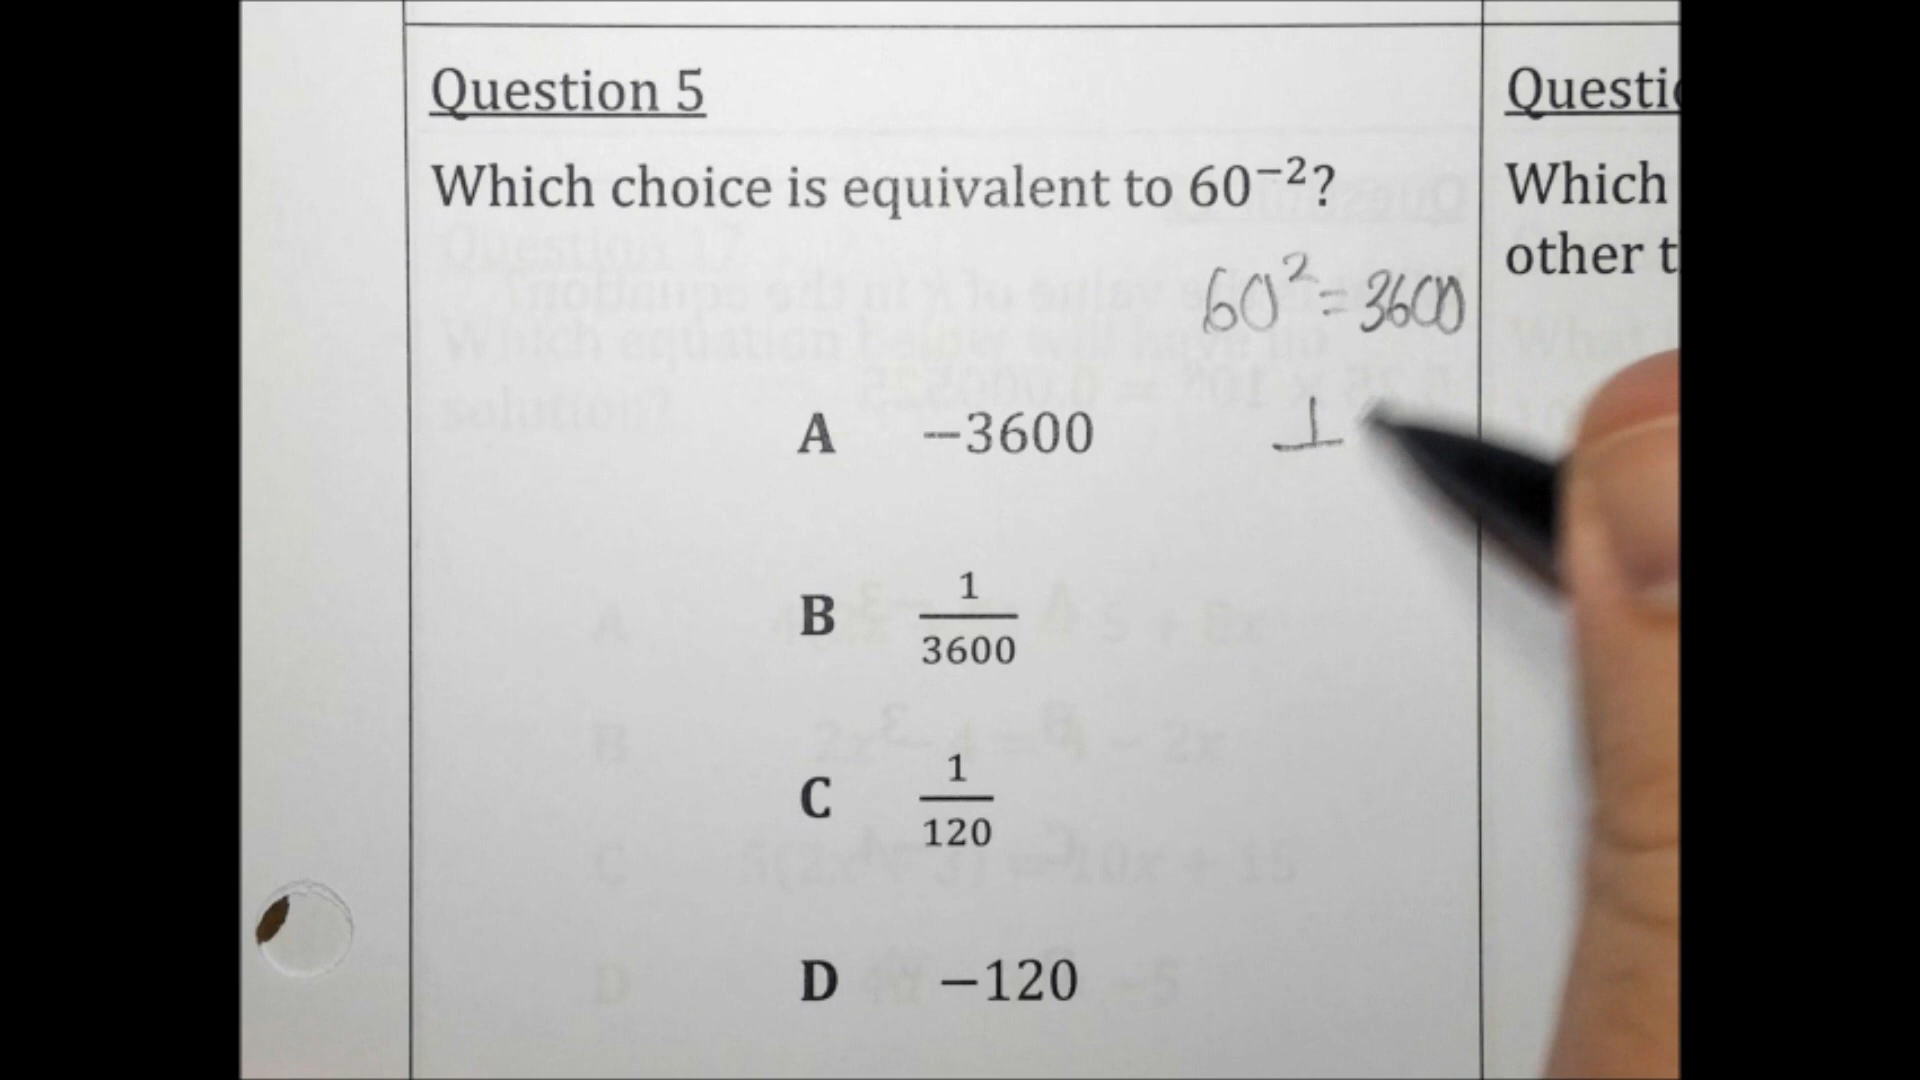 Question 5
Which choice is equivalent to 60⁻²?
60² = 3600
A −3600
1
B 1/3600
C 1/120
D −120
Which
other